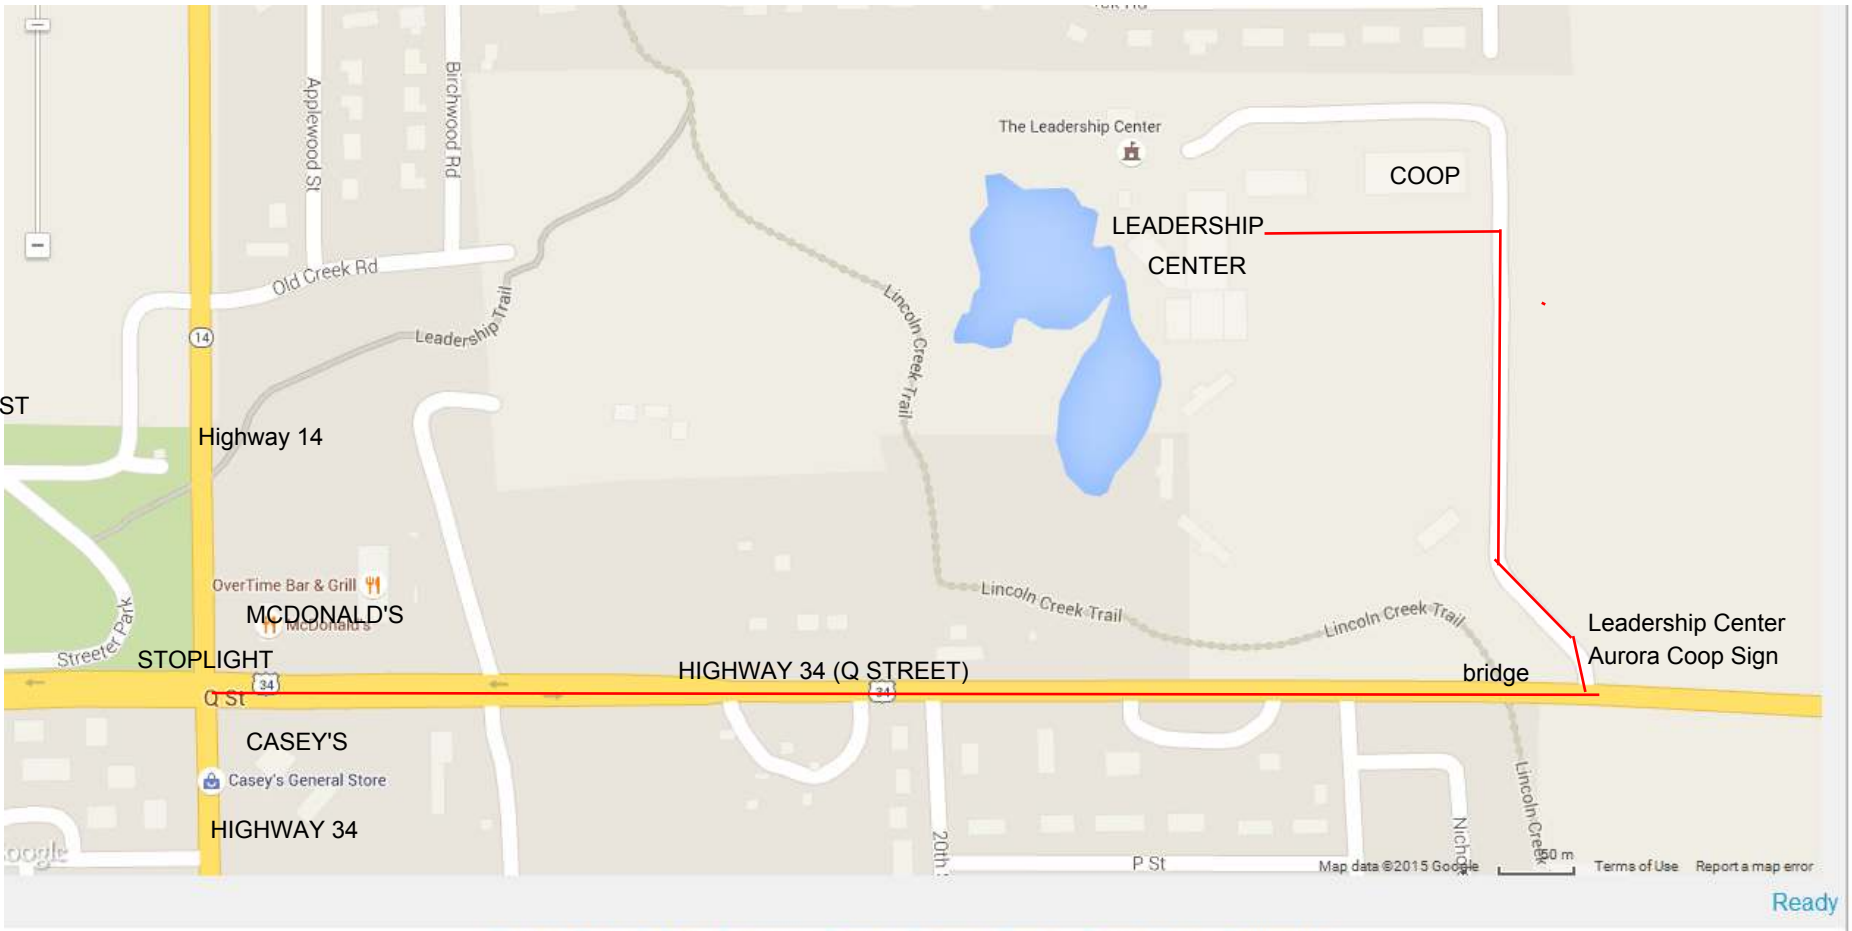 Applewood St
Birchwood Rd
The Leadership Center
COOP
LEADERSHIP
CENTER
Old Creek Rd
Leadership Trail
Lincoln Creek Trail
14
ST
Highway 14
OverTime Bar & Grill
MCDONALD'S
McDonald's
Streeter Park
STOPLIGHT
34
Q St
HIGHWAY 34 (Q STREET)
34
Lincoln Creek Trail
Lincoln Creek Trail
bridge
Leadership Center
Aurora Coop Sign
CASEY'S
Casey's General Store
HIGHWAY 34
20th
P St
Lincoln Creek
Map data ©2015 Google
50 m
Terms of Use
Report a map error
Ready